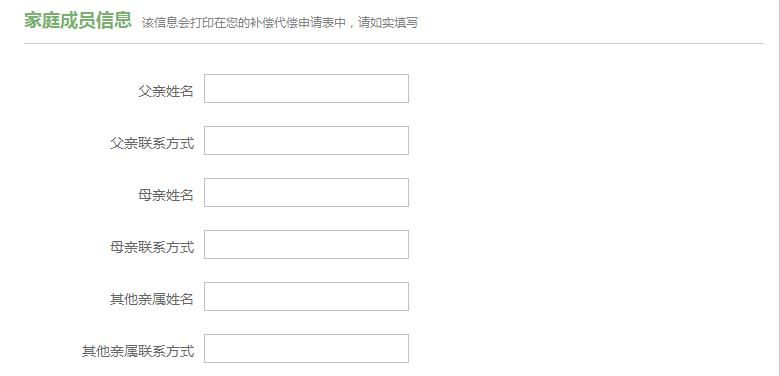 家庭成员信息 该信息会打印在您的补偿代偿申请表中，请如实填写
父亲姓名
父亲联系方式
母亲姓名
母亲联系方式
其他亲属姓名
其他亲属联系方式